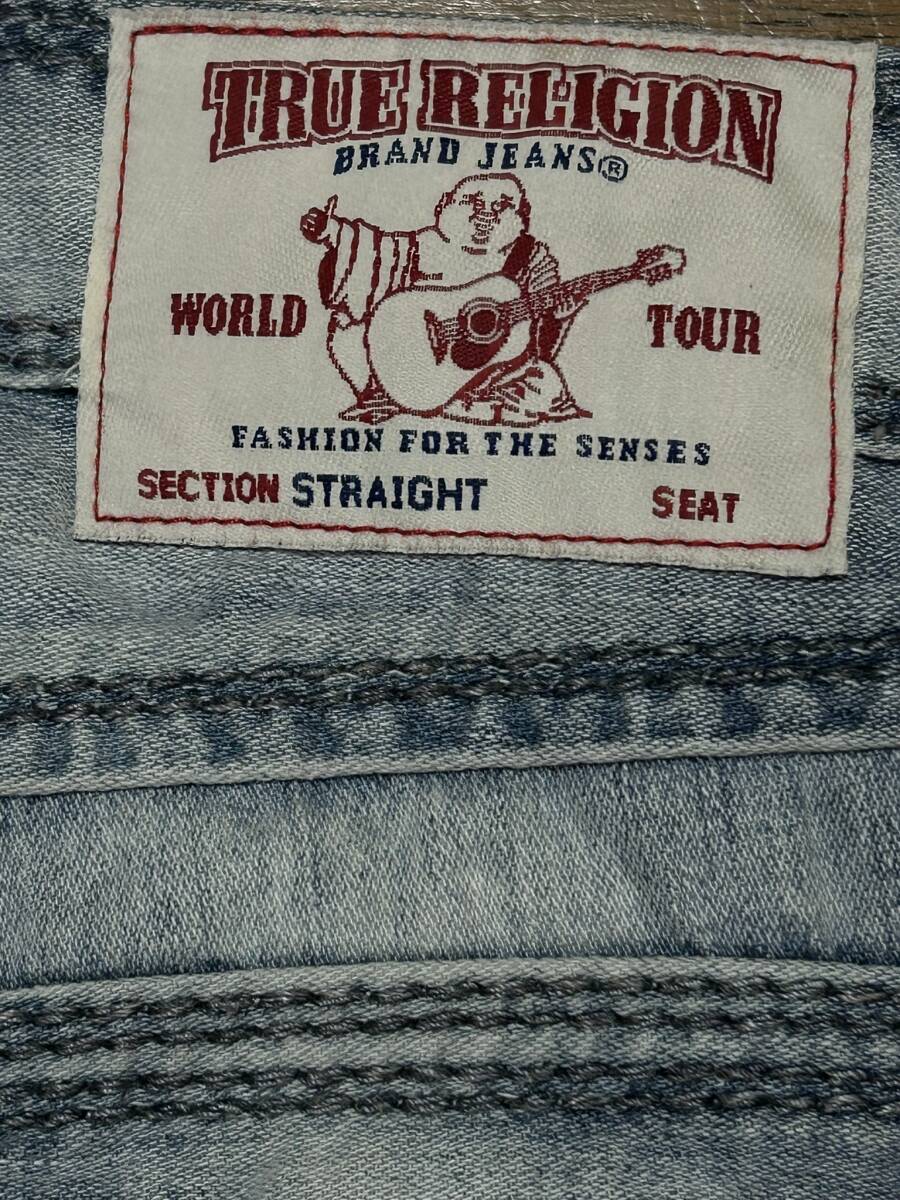 TRUE RELIGION
BRAND JEANS®
WORLD TOUR
FASHION FOR THE SENSES
SECTION STRAIGHT SEAT